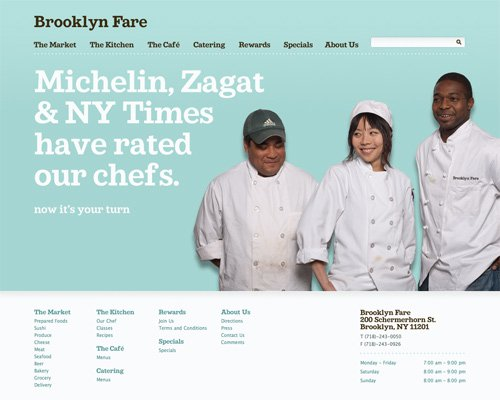 Brooklyn Fare
The Market The Kitchen The Café Catering Rewards Specials About Us
Michelin, Zagat
& NY Times
have rated
our chefs.
now it's your turn
Brooklyn Fare
The Market
Prepared Foods
Sushi
Produce
Cheese
Meat
Seafood
Beer
Bakery
Grocery
Delivery
The Kitchen
Our Chef
Classes
Recipes
The Café
Menus
Catering
Menus
Rewards
Join Us
Terms and Conditions
Specials
Specials
About Us
Directions
Press
Contact Us
Comments
Brooklyn Fare
200 Schermerhorn St.
Brooklyn, NY 11201
T (718)-243-0050
F (718)-243-0926
Monday - Friday 7:00 am - 9:00 pm
Saturday 8:00 am - 9:00 pm
Sunday 8:00 am - 8:00 pm